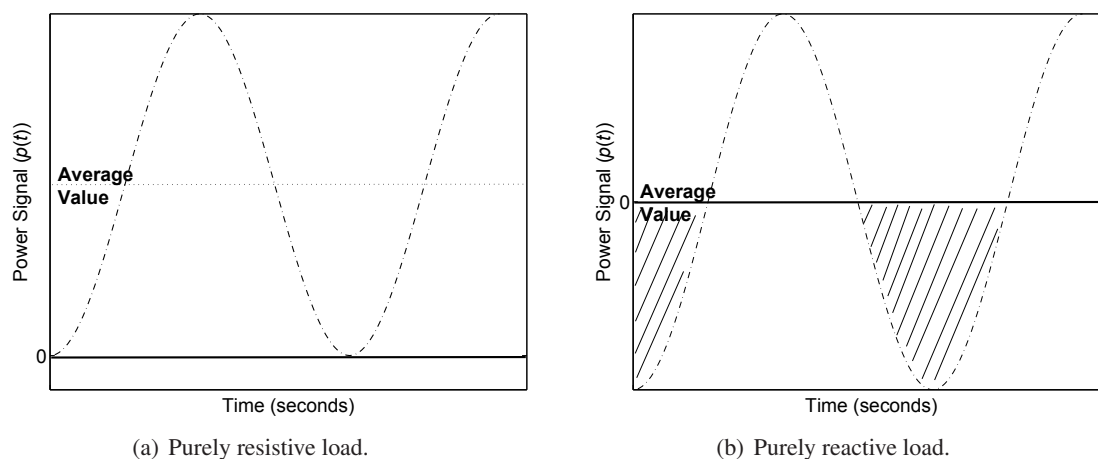 Power Signal (p(t))
Average
Value
0
Time (seconds)
(a) Purely resistive load.
Power Signal (p(t))
0
Average
Value
Time (seconds)
(b) Purely reactive load.